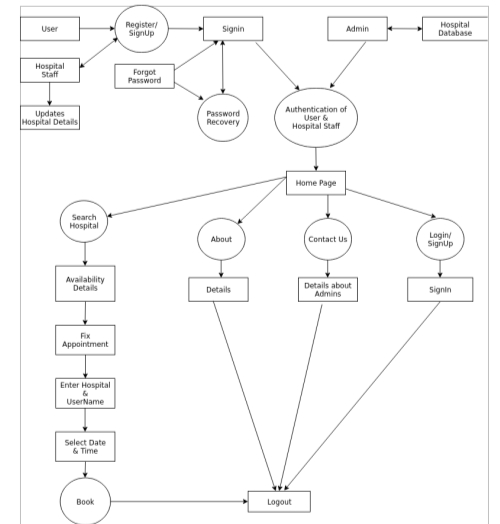 User
Register/
SignUp
Signin
Admin
Hospital
Database
Hospital
Staff
Forgot
Password
Updates
Hospital Details
Password
Recovery
Authentication of
User &
Hospital Staff
Home Page
Search
Hospital
About
Contact Us
Login/
SignUp
Availability
Details
Details
Details about
Admins
SignIn
Fix
Appointment
Enter Hospital
&
UserName
Select Date
& Time
Book
Logout